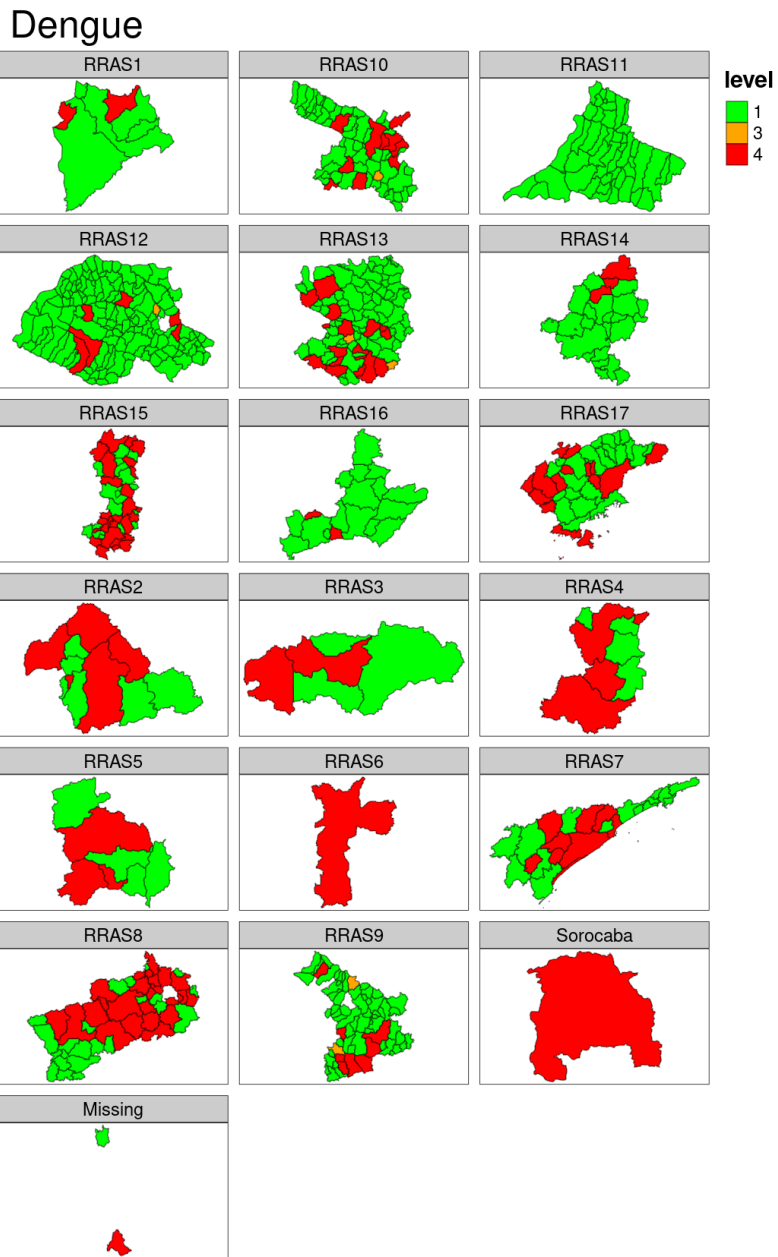 Dengue
RRAS1
RRAS10
RRAS11
level
1
3
4
RRAS12
RRAS13
RRAS14
RRAS15
RRAS16
RRAS17
RRAS2
RRAS3
RRAS4
RRAS5
RRAS6
RRAS7
RRAS8
RRAS9
Sorocaba
Missing